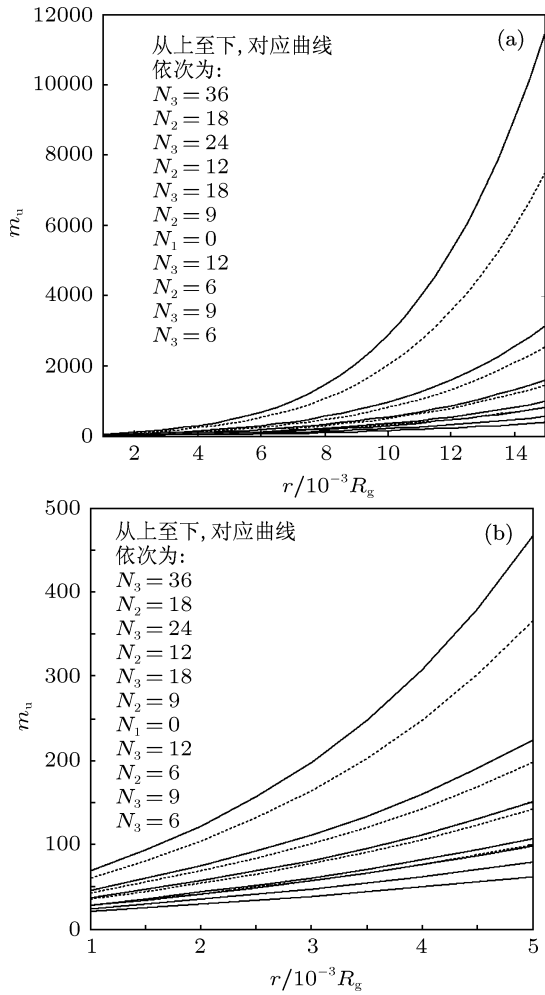 (a)
从上至下, 对应曲线
依次为:
N₃ = 36
N₂ = 18
N₃ = 24
N₂ = 12
N₃ = 18
N₂ = 9
N₁ = 0
N₃ = 12
N₂ = 6
N₃ = 9
N₃ = 6
12000
10000
8000
6000
4000
2000
0
mᵤ
2 4 6 8 10 12 14
r/10⁻³R_g
(b)
从上至下, 对应曲线
依次为:
N₃ = 36
N₂ = 18
N₃ = 24
N₂ = 12
N₃ = 18
N₂ = 9
N₁ = 0
N₃ = 12
N₂ = 6
N₃ = 9
N₃ = 6
500
400
300
200
100
0
mᵤ
1 2 3 4 5
r/10⁻³R_g